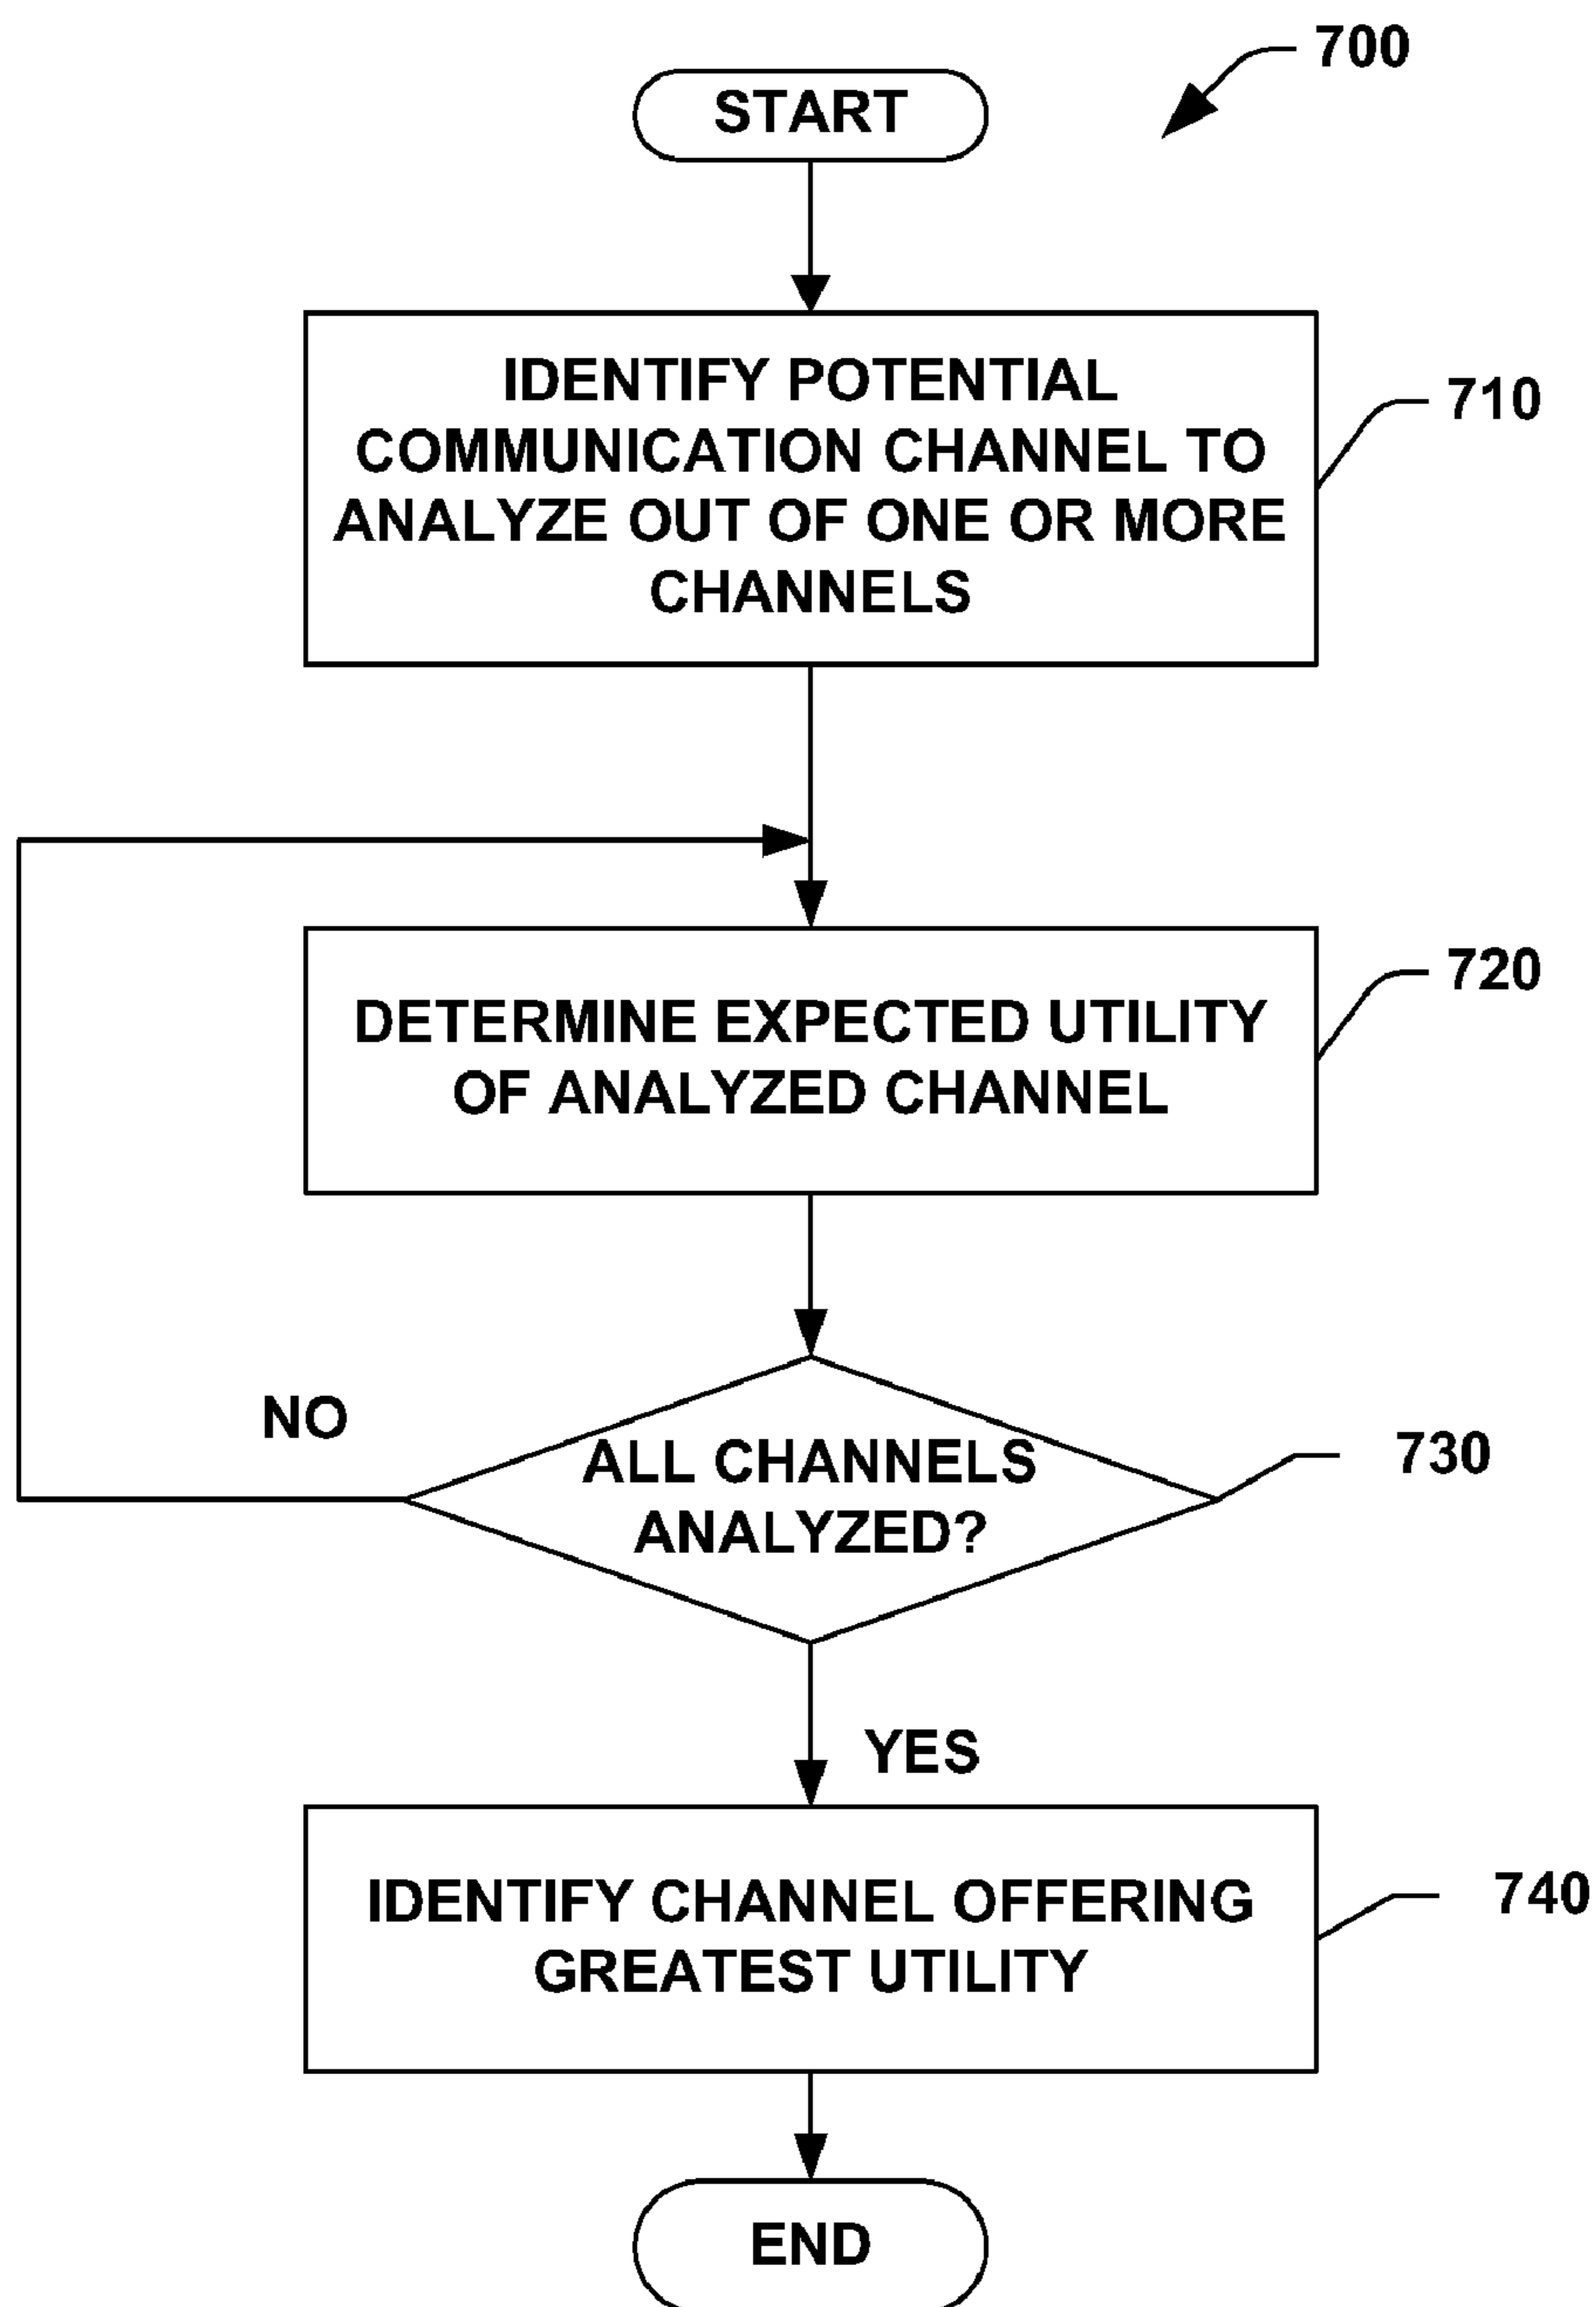 700
START
IDENTIFY POTENTIAL
COMMUNICATION CHANNEL TO
ANALYZE OUT OF ONE OR MORE
CHANNELS
710
DETERMINE EXPECTED UTILITY
OF ANALYZED CHANNEL
720
NO
ALL CHANNELS
ANALYZED?
730
YES
IDENTIFY CHANNEL OFFERING
GREATEST UTILITY
740
END